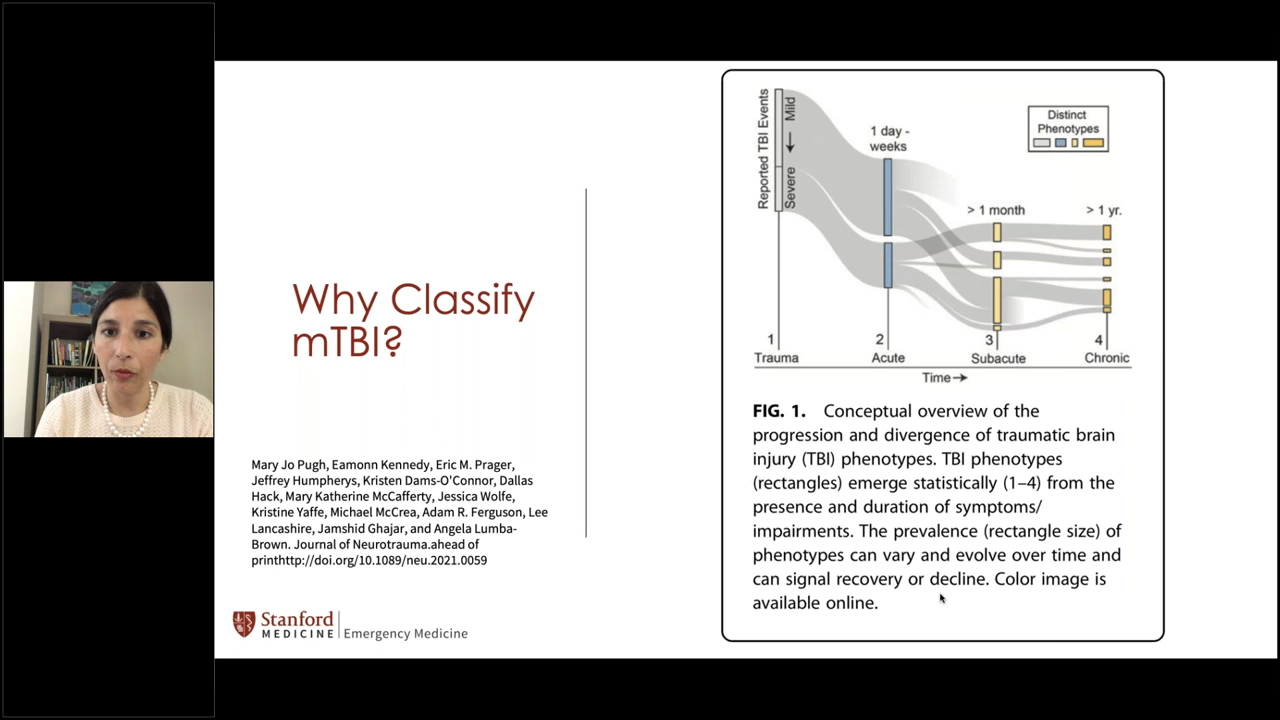 Why Classify
mTBI?
Mary Jo Pugh, Eamonn Kennedy, Eric M. Prager,
Jeffrey Humpherys, Kristen Dams-O'Connor, Dallas
Hack, Mary Katherine McCafferty, Jessica Wolfe,
Kristine Yaffe, Michael McCrea, Adam R. Ferguson, Lee
Lancashire, Jamshid Ghajar, and Angela Lumba-
Brown. Journal of Neurotrauma.ahead of
printhttp://doi.org/10.1089/neu.2021.0059
Stanford
MEDICINE
Emergency Medicine
Reported TBI Events
Mild
Severe
1 day -
weeks
Distinct
Phenotypes
> 1 month
> 1 yr.
1
2
3
4
Trauma
Acute
Subacute
Chronic
Time→
FIG. 1. Conceptual overview of the
progression and divergence of traumatic brain
injury (TBI) phenotypes. TBI phenotypes
(rectangles) emerge statistically (1–4) from the
presence and duration of symptoms/
impairments. The prevalence (rectangle size) of
phenotypes can vary and evolve over time and
can signal recovery or decline. Color image is
available online.